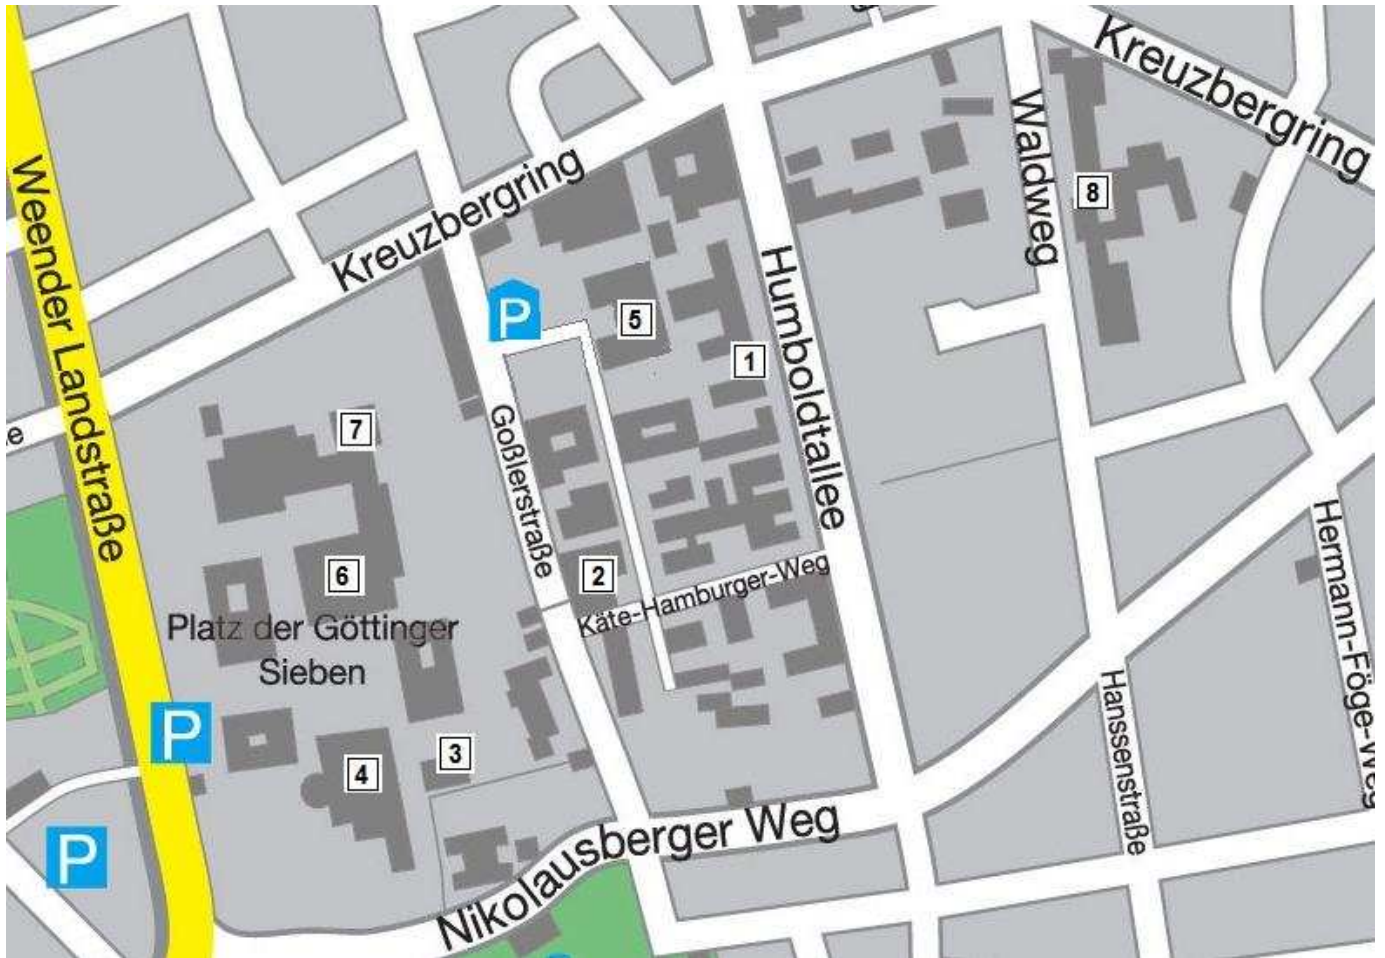 Kreuzbergring
Weender Landstraße
Kreuzbergring
Waldweg
8
Humboldtallee
P
5
1
e
Goßlerstraße
7
6
2
Käte-Hamburger-Weg
Platz der Göttinger
Sieben
Hermann-Föge-Weg
Hanssenstraße
P
3
4
Nikolausberger Weg
P